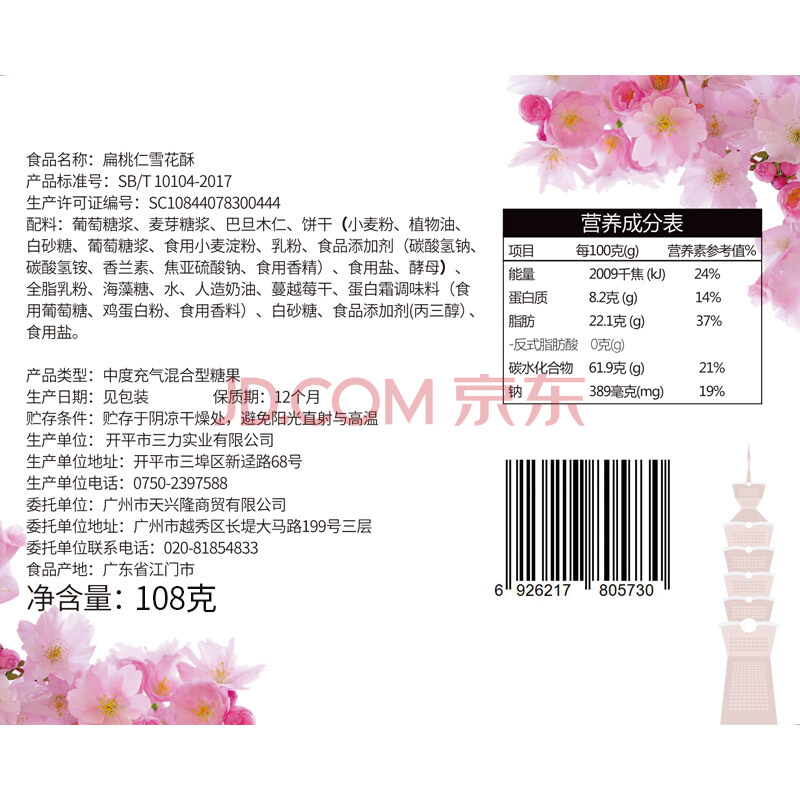 食品名称：扁桃仁雪花酥
产品标准号：SB/T 10104-2017
生产许可证编号：SC10844078300444
配料：葡萄糖浆、麦芽糖浆、巴旦木仁、饼干（小麦粉、植物油、
白砂糖、葡萄糖浆、食用小麦淀粉、乳粉、食品添加剂（碳酸氢钠、
碳酸氢铵、香兰素、焦亚硫酸钠、食用香精）、食用盐、酵母）、
全脂乳粉、海藻糖、水、人造奶油、蔓越莓干、蛋白霜调味料（食
用葡萄糖、鸡蛋白粉、食用香料）、白砂糖、食品添加剂(丙三醇）、
食用盐。
产品类型：中度充气混合型糖果
生产日期：见包装 保质期：12个月
贮存条件：贮存于阴凉干燥处，避免阳光直射与高温
生产单位：开平市三力实业有限公司
生产单位地址：开平市三埠区新迳路68号
生产单位电话：0750-2397588
委托单位：广州市天兴隆商贸有限公司
委托单位地址：广州市越秀区长堤大马路199号三层
委托单位联系电话：020-81854833
食品产地：广东省江门市
净含量：108克
营养成分表
项目 每100克(g) 营养素参考值%
能量 2009千焦 (kJ) 24%
蛋白质 8.2克 (g) 14%
脂肪 22.1克 (g) 37%
-反式脂肪酸 0克(g)
碳水化合物 61.9克 (g) 21%
钠 389毫克(mg) 19%
JD.COM 京东
6 926217 805730